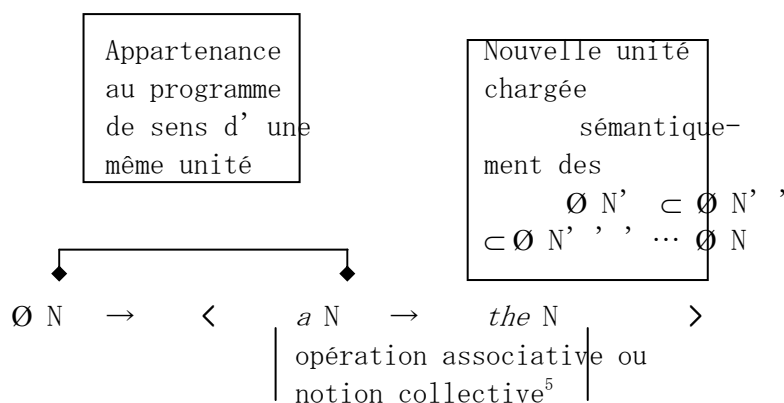 Appartenance
au programme
de sens d’ une
même unité
Nouvelle unité
chargée
sémantique-
ment des
Ø N’ ⊂ Ø N’ ’
⊂ Ø N’ ’ ’ … Ø N
Ø N → < a N → the N >
opération associative ou
notion collective⁵